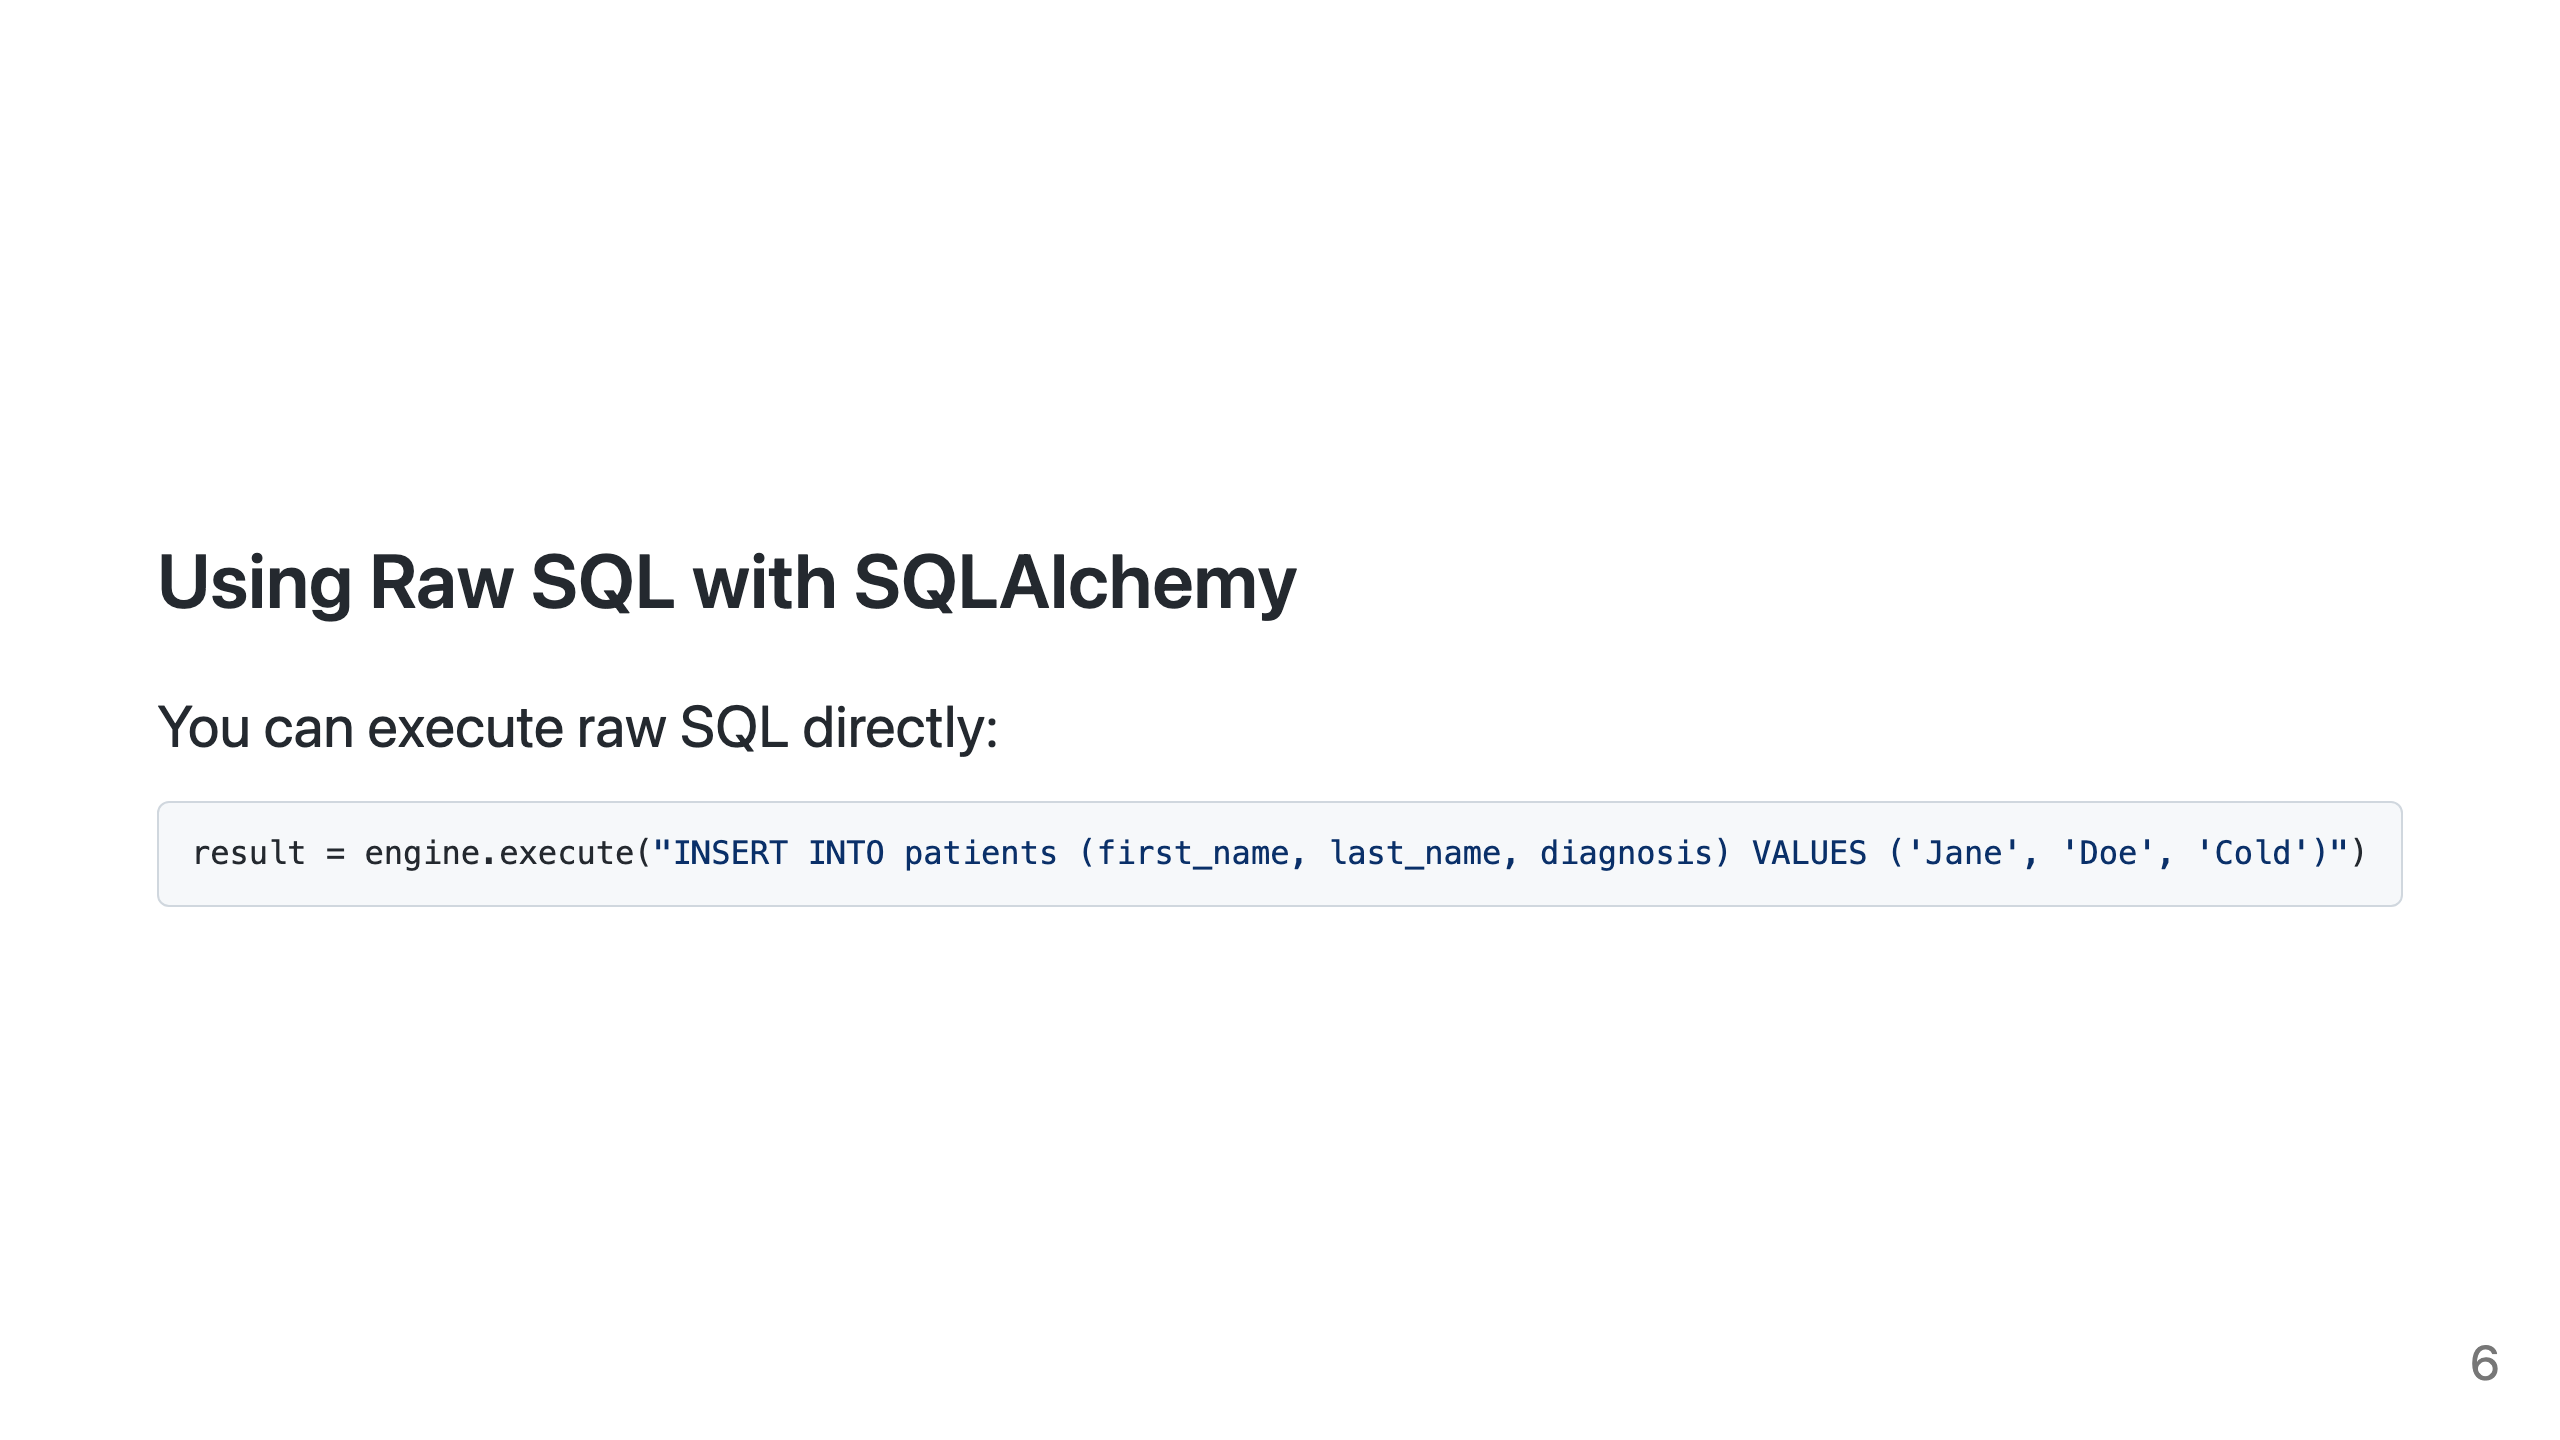 Using Raw SQL with SQLAlchemy
You can execute raw SQL directly:
result = engine.execute("INSERT INTO patients (first_name, last_name, diagnosis) VALUES ('Jane', 'Doe', 'Cold')")
6